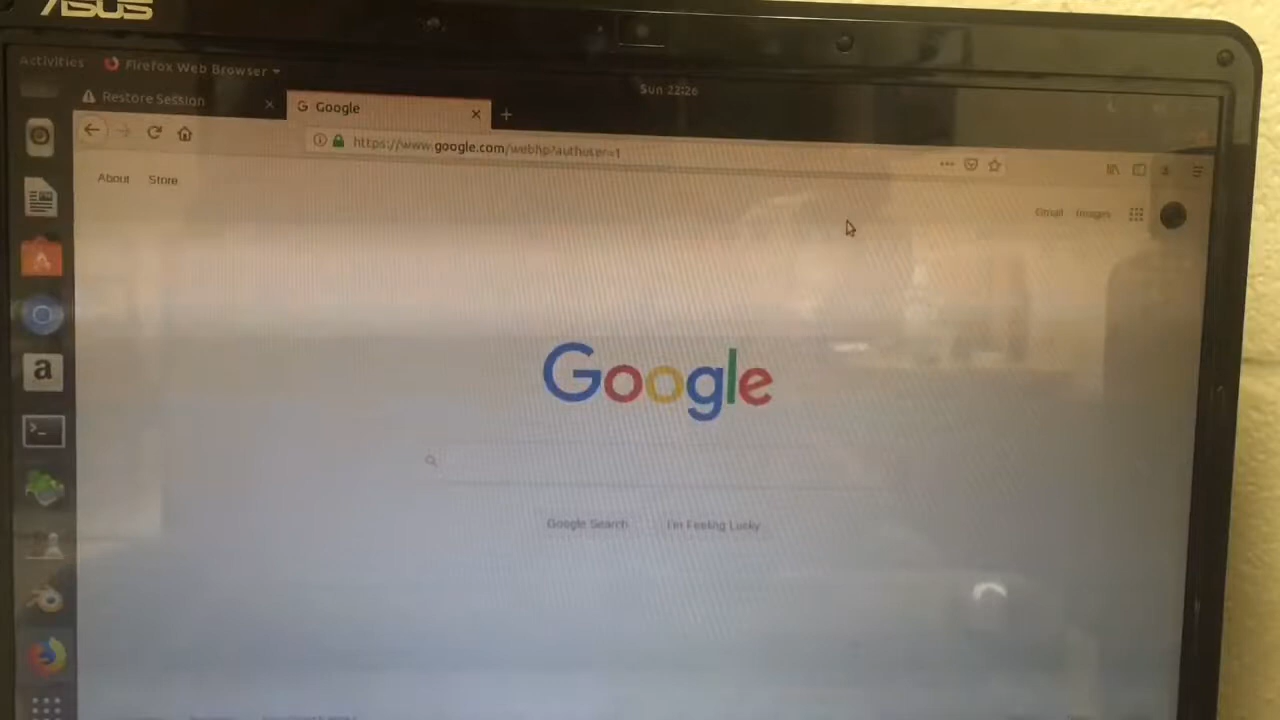 ASUS
Activities Firefox Web Browser
Sun 22:26
Restore Session
Google
https://www.google.com/webhp?authuser=1
About Store
Gmail Images
a
Google
Google Search I'm Feeling Lucky